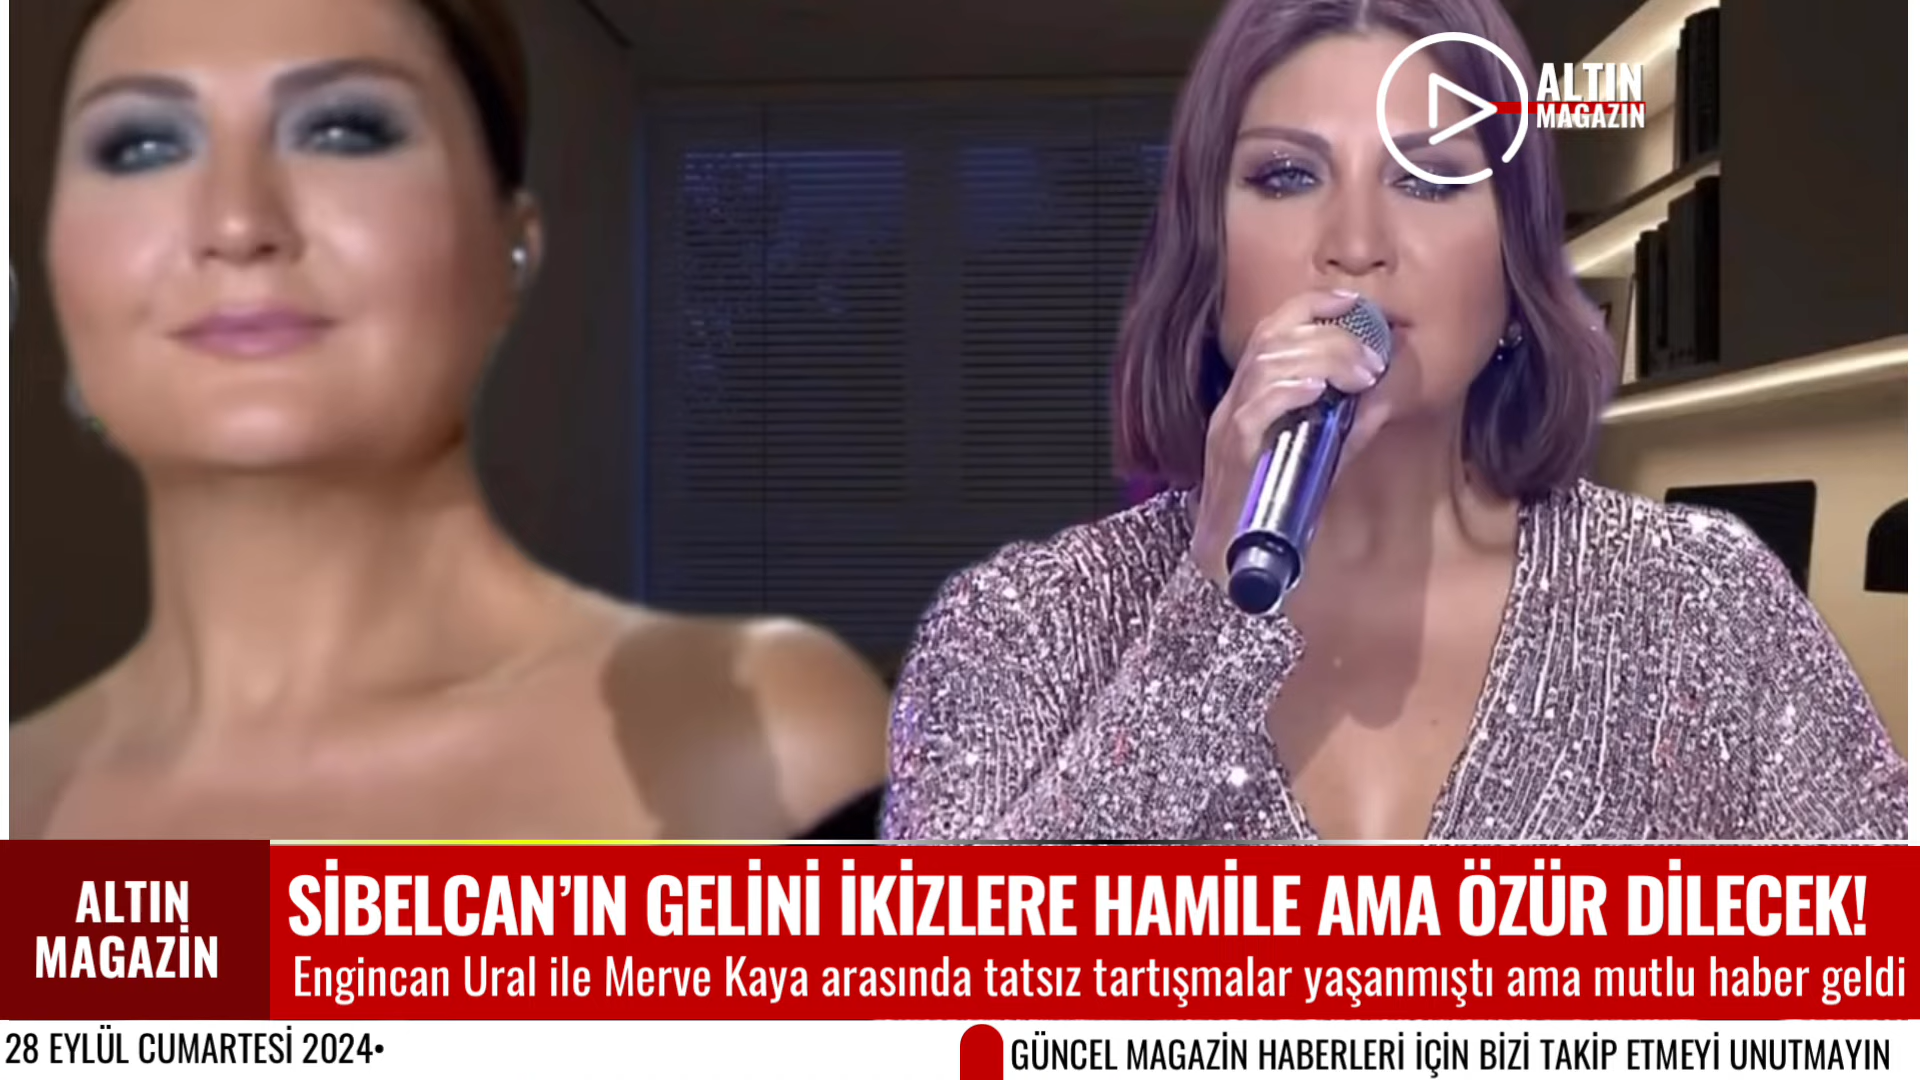 ALTIN
MAGAZİN
ALTIN
MAGAZİN
SİBELCAN’IN GELİNİ İKİZLERE HAMİLE AMA ÖZÜR DİLECEK!
Engincan Ural ile Merve Kaya arasında tatsız tartışmalar yaşanmıştı ama mutlu haber geldi
28 EYLÜL CUMARTESİ 2024•
GÜNCEL MAGAZİN HABERLERİ İÇİN BİZİ TAKİP ETMEYİ UNUTMAYIN